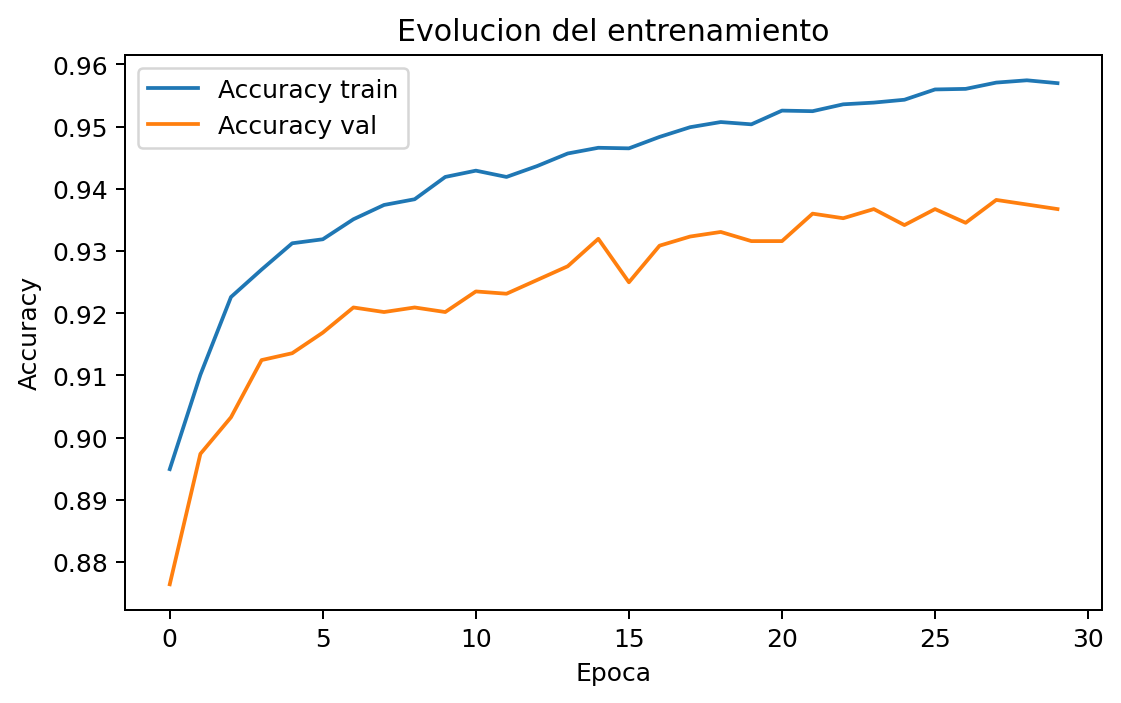 Evolucion del entrenamiento
Accuracy train
Accuracy val
0.96
0.95
0.94
0.93
0.92
0.91
0.90
0.89
0.88
Accuracy
0 5 10 15 20 25 30
Epoca